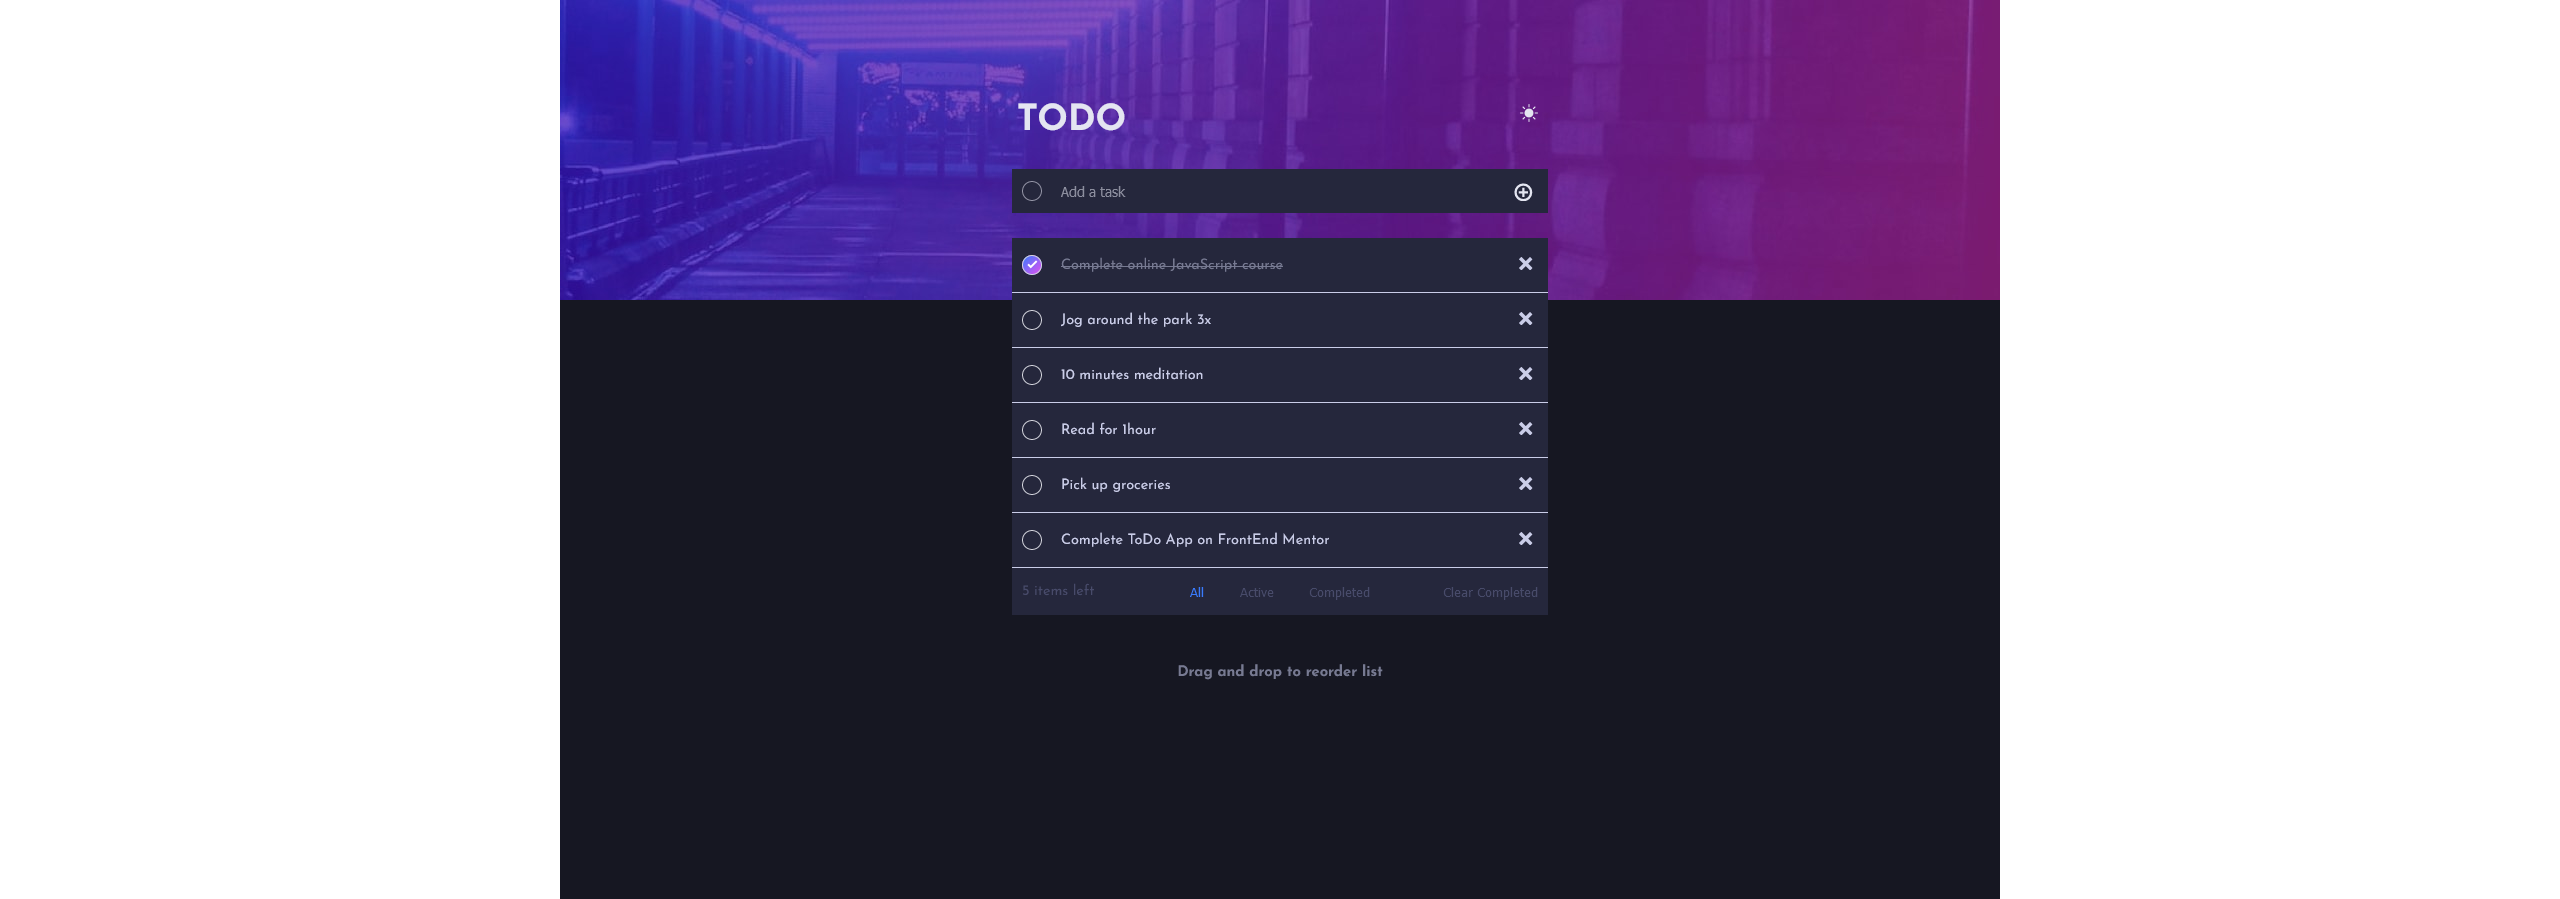 TODO
Add a task
Complete online JavaScript course
Jog around the park 3x
10 minutes meditation
Read for 1hour
Pick up groceries
Complete ToDo App on FrontEnd Mentor
5 items left All Active Completed Clear Completed
Drag and drop to reorder list